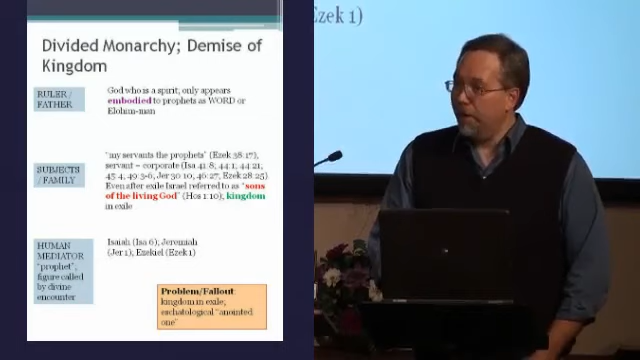 Divided Monarchy; Demise of
Kingdom
RULER /
FATHER
God who is a spirit; only appears
embodied to prophets as WORD or
Elohim-man
SUBJECTS
/ FAMILY
"my servants the prophets" (Ezek 38:17),
servant – corporate (Isa 41:8; 44:1, 44:21,
45:4, 49:3-6, Jer 30:10, 46:27, Ezek 28:25)
Even after exile Israel referred to as "sons
of the living God" (Hos 1:10); kingdom
in exile
HUMAN
MEDIATOR
"prophet";
figure called
by divine
encounter
Isaiah (Isa 6); Jeremiah
(Jer 1); Ezekiel (Ezek 1)
Problem/Fallout:
kingdom in exile;
eschatological "anointed
one"
Ezek 1)